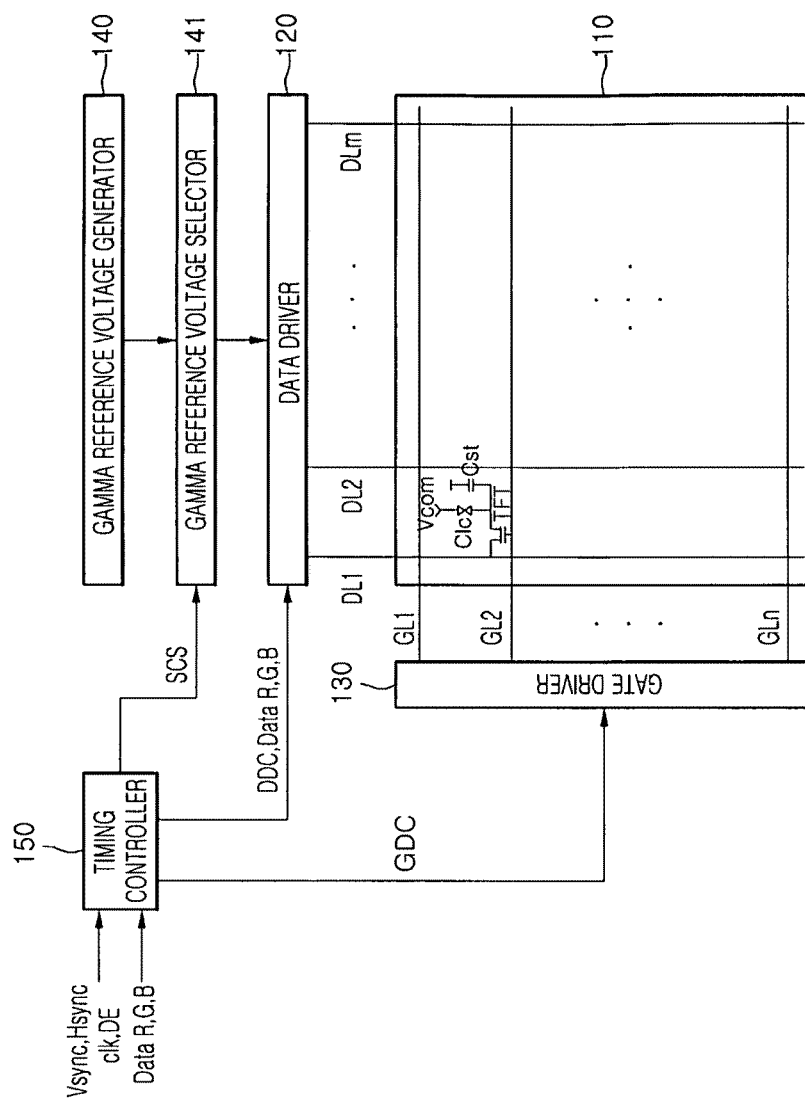 140
GAMMA REFERENCE VOLTAGE GENERATOR
141
GAMMA REFERENCE VOLTAGE SELECTOR
120
DATA DRIVER
150
TIMING
CONTROLLER
Vsync,Hsync
clk,DE
Data R,G,B
SCS
DDC,Data R,G,B
GDC
130
GATE DRIVER
110
DL1
DL2
DLm
GL1
GL2
GLn
Vcom
Clc
Cst
TFT